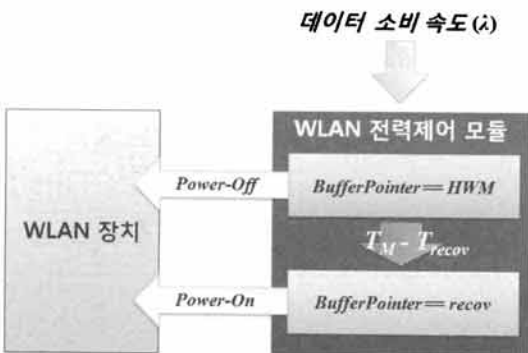 데이터 소비 속도(λ)
WLAN 전력제어 모듈
Power-Off
BufferPointer== HWM
WLAN 장치
T_M - T_recov
Power-On
BufferPointer== recov